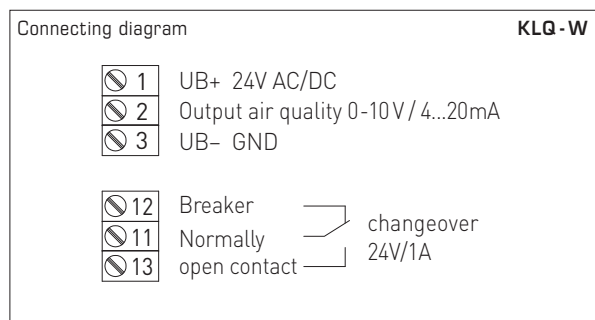 Connecting diagram KLQ-W
1 UB+ 24V AC/DC
2 Output air quality 0-10V / 4...20mA
3 UB– GND
12 Breaker
changeover
11 Normally
24V/1A
13 open contact